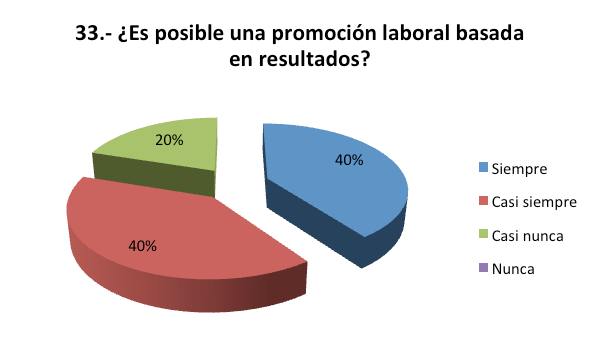 33.- ¿Es posible una promoción laboral basada
en resultados?
20%
40%
40%
Siempre
Casi siempre
Casi nunca
Nunca